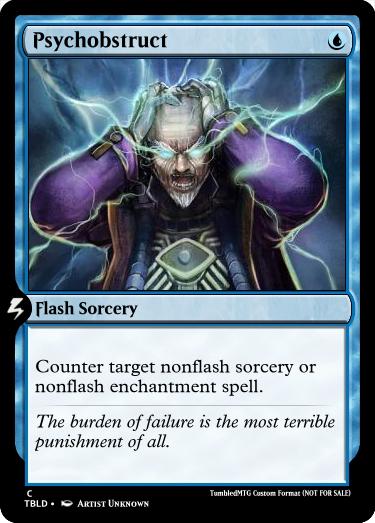 Psychobstruct
Flash Sorcery
Counter target nonflash sorcery or
nonflash enchantment spell.
The burden of failure is the most terrible
punishment of all.
C
TBLD • Artist Unknown
TumbledMTG Custom Format (NOT FOR SALE)